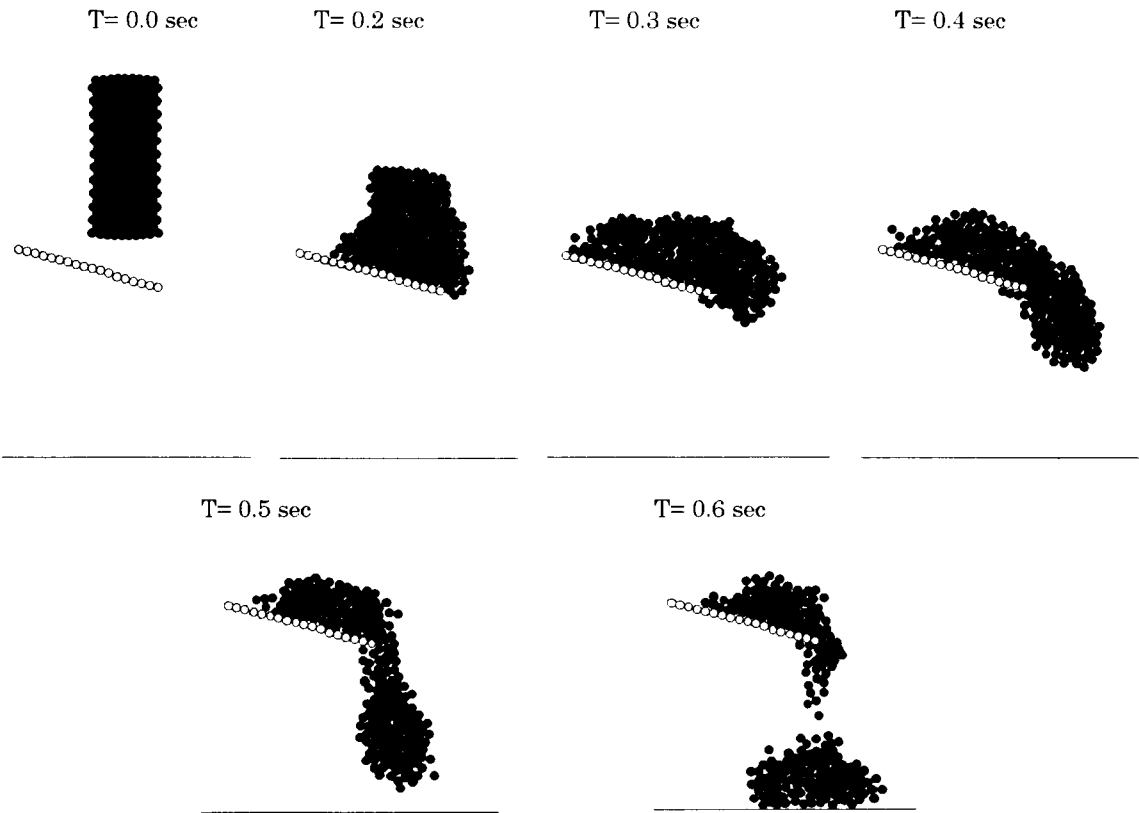 T= 0.0 sec
T= 0.2 sec
T= 0.3 sec
T= 0.4 sec
T= 0.5 sec
T= 0.6 sec